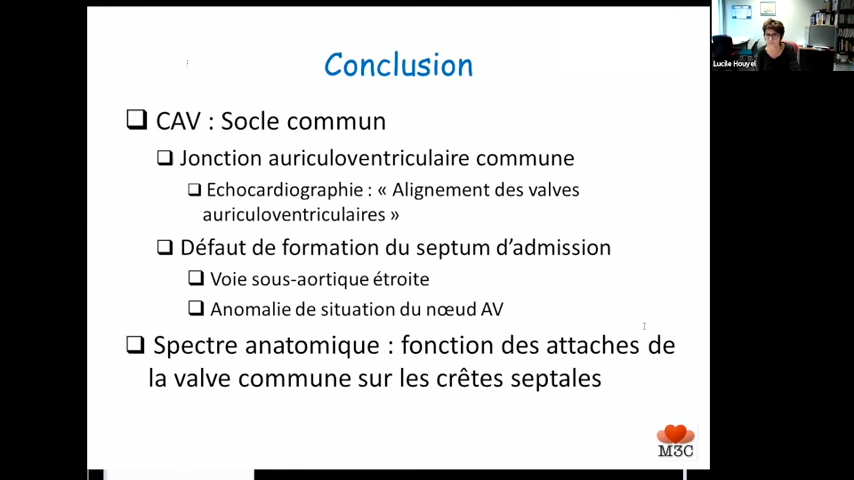 Conclusion
CAV : Socle commun
Jonction auriculoventriculaire commune
Echocardiographie : « Alignement des valves
auriculoventriculaires »
Défaut de formation du septum d’admission
Voie sous-aortique étroite
Anomalie de situation du nœud AV
Spectre anatomique : fonction des attaches de
la valve commune sur les crêtes septales
M3C
Lucile Houyel